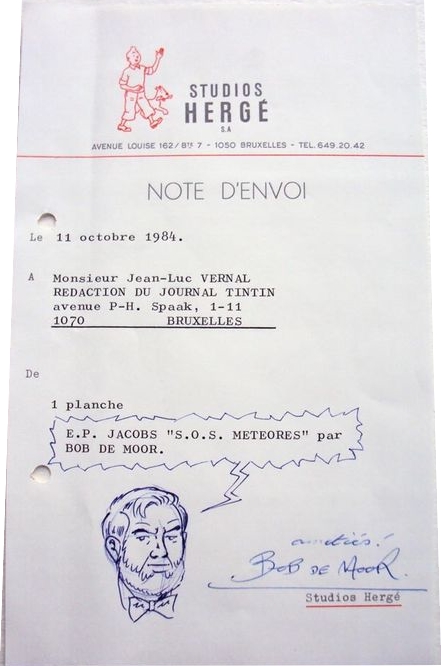 STUDIOS
HERGÉ
S.A
AVENUE LOUISE 162/Bte 7 - 1050 BRUXELLES - TEL. 649.20.42
NOTE D'ENVOI
Le 11 octobre 1984.
A Monsieur Jean-Luc VERNAL
REDACTION DU JOURNAL TINTIN
avenue P-H. Spaak, 1-11
1070 BRUXELLES
De
1 planche
E.P. JACOBS "S.O.S. METEORES" par
BOB DE MOOR.
amitiés!
BOB DE MOOR.
Studios Hergé